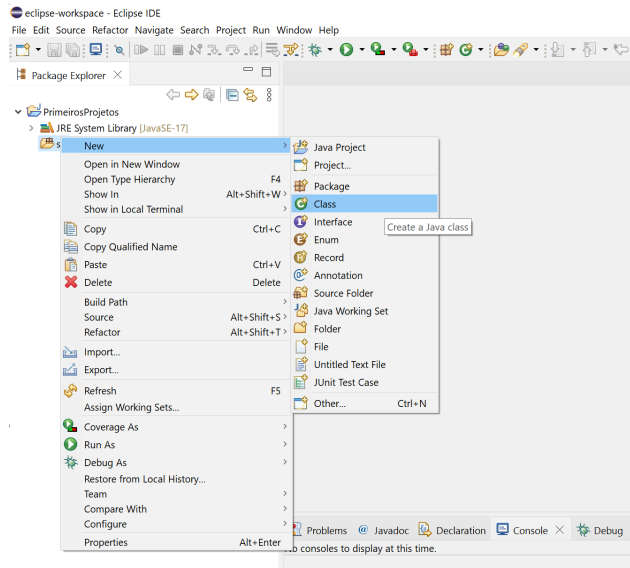 eclipse-workspace - Eclipse IDE
File Edit Source Refactor Navigate Search Project Run Window Help
Package Explorer
PrimeirosProjetos
JRE System Library [JavaSE-17]
s
New
Open in New Window
Open Type Hierarchy F4
Show In Alt+Shift+W
Show in Local Terminal
Copy Ctrl+C
Copy Qualified Name
Paste Ctrl+V
Delete Delete
Build Path
Source Alt+Shift+S
Refactor Alt+Shift+T
Import...
Export...
Refresh F5
Assign Working Sets...
Coverage As
Run As
Debug As
Restore from Local History...
Team
Compare With
Configure
Properties Alt+Enter
Java Project
Project...
Package
Class
Create a Java class
Interface
Enum
Record
Annotation
Source Folder
Java Working Set
Folder
File
Untitled Text File
JUnit Test Case
Other... Ctrl+N
Problems @ Javadoc Declaration Console Debug
No consoles to display at this time.